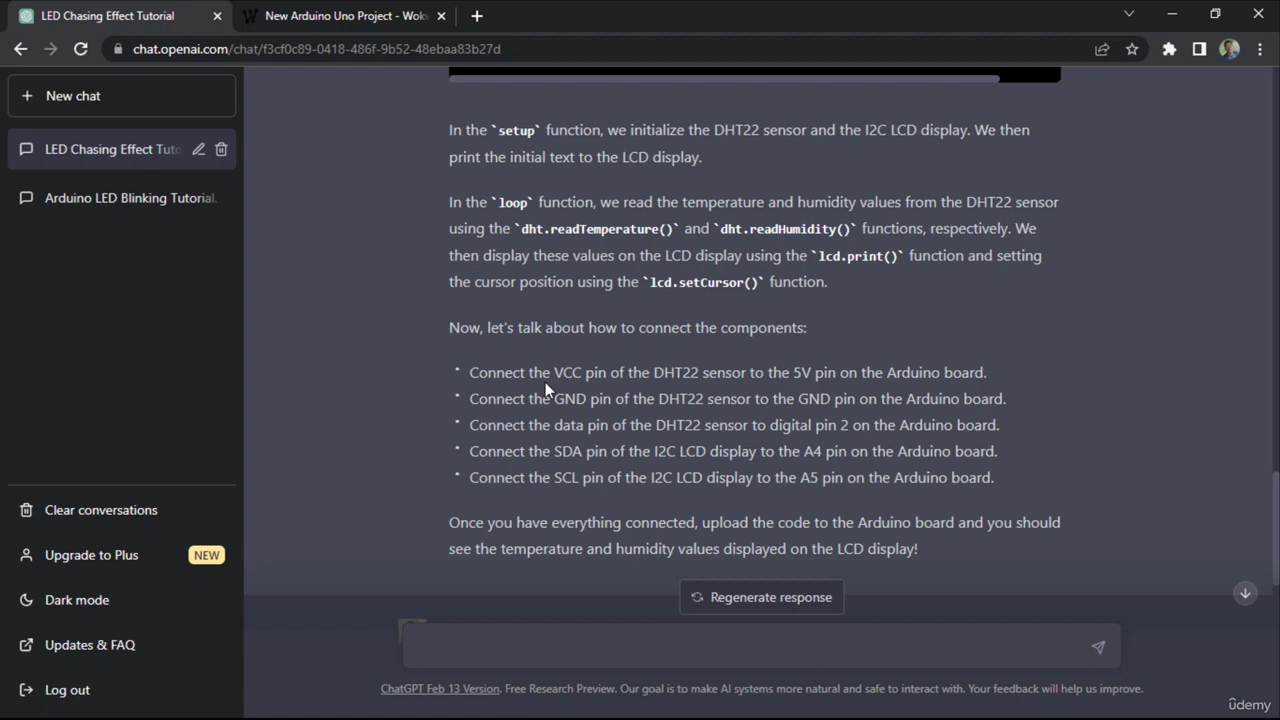 LED Chasing Effect Tutorial
New Arduino Uno Project - Wok
chat.openai.com/chat/f3cf0c89-0418-486f-9b52-48ebaa83b27d
New chat
LED Chasing Effect Tuto
Arduino LED Blinking Tutorial.
In the `setup` function, we initialize the DHT22 sensor and the I2C LCD display. We then
print the initial text to the LCD display.
In the `loop` function, we read the temperature and humidity values from the DHT22 sensor
using the `dht.readTemperature()` and `dht.readHumidity()` functions, respectively. We
then display these values on the LCD display using the `lcd.print()` function and setting
the cursor position using the `lcd.setCursor()` function.
Now, let's talk about how to connect the components:
• Connect the VCC pin of the DHT22 sensor to the 5V pin on the Arduino board.
• Connect the GND pin of the DHT22 sensor to the GND pin on the Arduino board.
• Connect the data pin of the DHT22 sensor to digital pin 2 on the Arduino board.
• Connect the SDA pin of the I2C LCD display to the A4 pin on the Arduino board.
• Connect the SCL pin of the I2C LCD display to the A5 pin on the Arduino board.
Once you have everything connected, upload the code to the Arduino board and you should
see the temperature and humidity values displayed on the LCD display!
Regenerate response
Clear conversations
Upgrade to Plus NEW
Dark mode
Updates & FAQ
Log out
ChatGPT Feb 13 Version. Free Research Preview. Our goal is to make AI systems more natural and safe to interact with. Your feedback will help us improve.
ûdemy